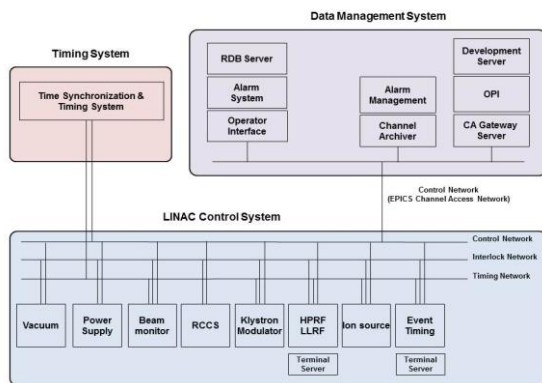 Data Management System
Timing System
Time Synchronization &
Timing System
RDB Server
Alarm
System
Operator
Interface
Alarm
Management
Channel
Archiver
Development
Server
OPI
CA Gateway
Server
Control Network
(EPICS Channel Access Network)
LINAC Control System
Control Network
Interlock Network
Timing Network
Vacuum
Power
Supply
Beam
monitor
RCCS
Klystron
Modulator
HPRF
LLRF
Ion source
Event
Timing
Terminal
Server
Terminal
Server